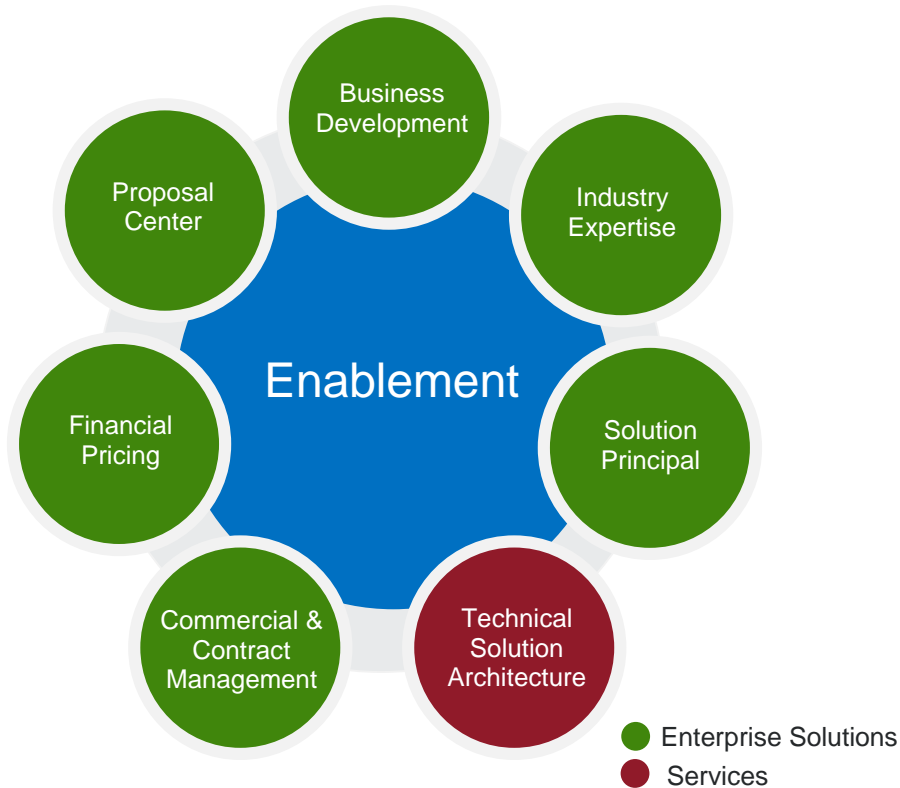 Business
Development
Proposal
Center
Industry
Expertise
Enablement
Financial
Pricing
Solution
Principal
Commercial &
Contract
Management
Technical
Solution
Architecture
Enterprise Solutions
Services